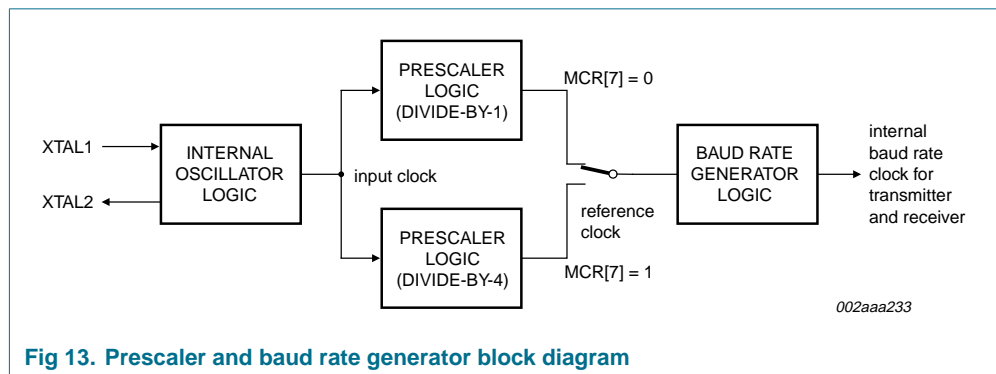 XTAL1
XTAL2
INTERNAL
OSCILLATOR
LOGIC
input clock
PRESCALER
LOGIC
(DIVIDE-BY-1)
MCR[7] = 0
PRESCALER
LOGIC
(DIVIDE-BY-4)
MCR[7] = 1
reference
clock
BAUD RATE
GENERATOR
LOGIC
internal
baud rate
clock for
transmitter
and receiver
002aaa233
Fig 13. Prescaler and baud rate generator block diagram